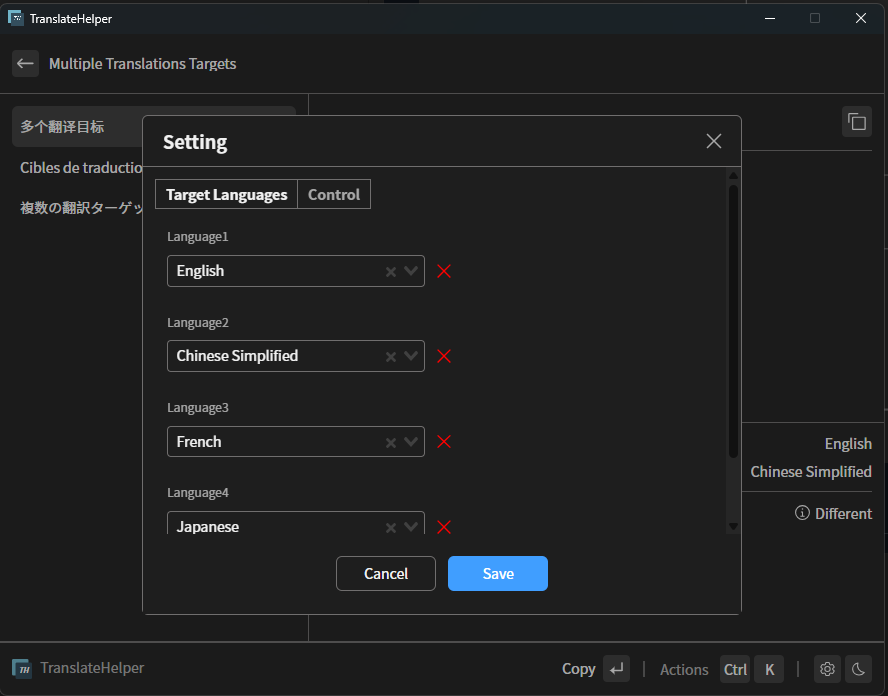 TranslateHelper
Multiple Translations Targets
多个翻译目标
Cibles de traductio
複数の翻訳ターゲッ
Setting
Target Languages
Control
Language1
English
Language2
Chinese Simplified
Language3
French
Language4
Japanese
Cancel
Save
English
Chinese Simplified
Different
TH TranslateHelper
Copy
Actions
Ctrl
K